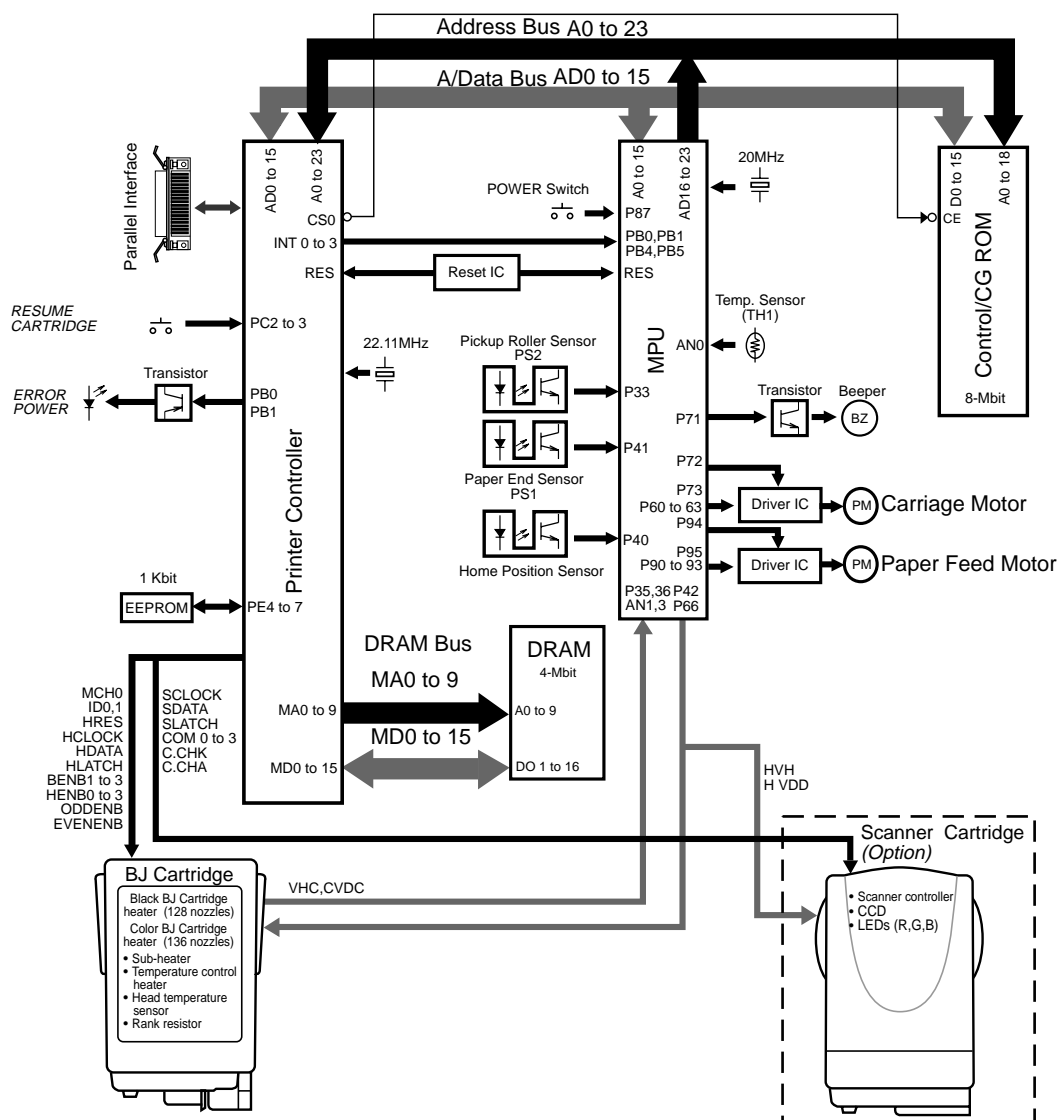 Address Bus A0 to 23
A/Data Bus AD0 to 15
Parallel Interface
AD0 to 15
A0 to 23
CS0
INT 0 to 3
RES
PC2 to 3
22.11MHz
PB0
PB1
Printer Controller
PE4 to 7
MA0 to 9
MD0 to 15
RESUME
CARTRIDGE
Transistor
ERROR
POWER
1 Kbit
EEPROM
Reset IC
POWER Switch
Pickup Roller Sensor
PS2
Paper End Sensor
PS1
Home Position Sensor
A0 to 15
AD16 to 23
P87
PB0,PB1
PB4,PB5
RES
MPU
AN0
P33
P71
P41
P72
P73
P60 to 63
P94
P40
P95
P90 to 93
P35,36 P42
AN1,3 P66
20MHz
Temp. Sensor
(TH1)
Transistor
Beeper
BZ
Driver IC
PM
Carriage Motor
Driver IC
PM
Paper Feed Motor
D0 to 15
A0 to 18
CE
Control/CG ROM
8-Mbit
DRAM Bus
MA0 to 9
MD0 to 15
DRAM
4-Mbit
A0 to 9
DO 1 to 16
MCH0
ID0,1
HRES
HCLOCK
HDATA
HLATCH
BENB1 to 3
HENB0 to 3
ODDENB
EVENENB
SCLOCK
SDATA
SLATCH
COM 0 to 3
C.CHK
C.CHA
HVH
H VDD
VHC,CVDC
BJ Cartridge
Black BJ Cartridge
heater (128 nozzles)
Color BJ Cartridge
heater (136 nozzles)
• Sub-heater
• Temperature control
heater
• Head temperature
sensor
• Rank resistor
Scanner Cartridge
(Option)
• Scanner controller
• CCD
• LEDs (R,G,B)